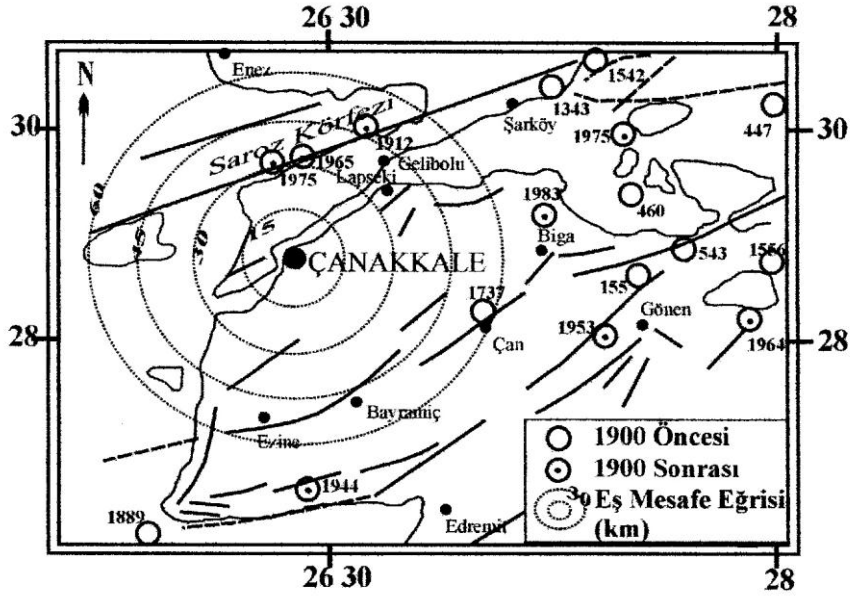 26 30
28
N
Enez
1542
1343
30
Saroz Körfezi
1912
Şarköy
1975
447
30
1965
Gelibolu
1975
Lapseki
60
45
30
15
1983
460
Biga
543
1556
ÇANAKKALE
1737
155
Çan
1953
Gönen
1964
28
28
Bayramiç
Ezine
1944
1889
Edremit
1900 Öncesi
1900 Sonrası
30
Eş Mesafe Eğrisi
(km)
26 30
28